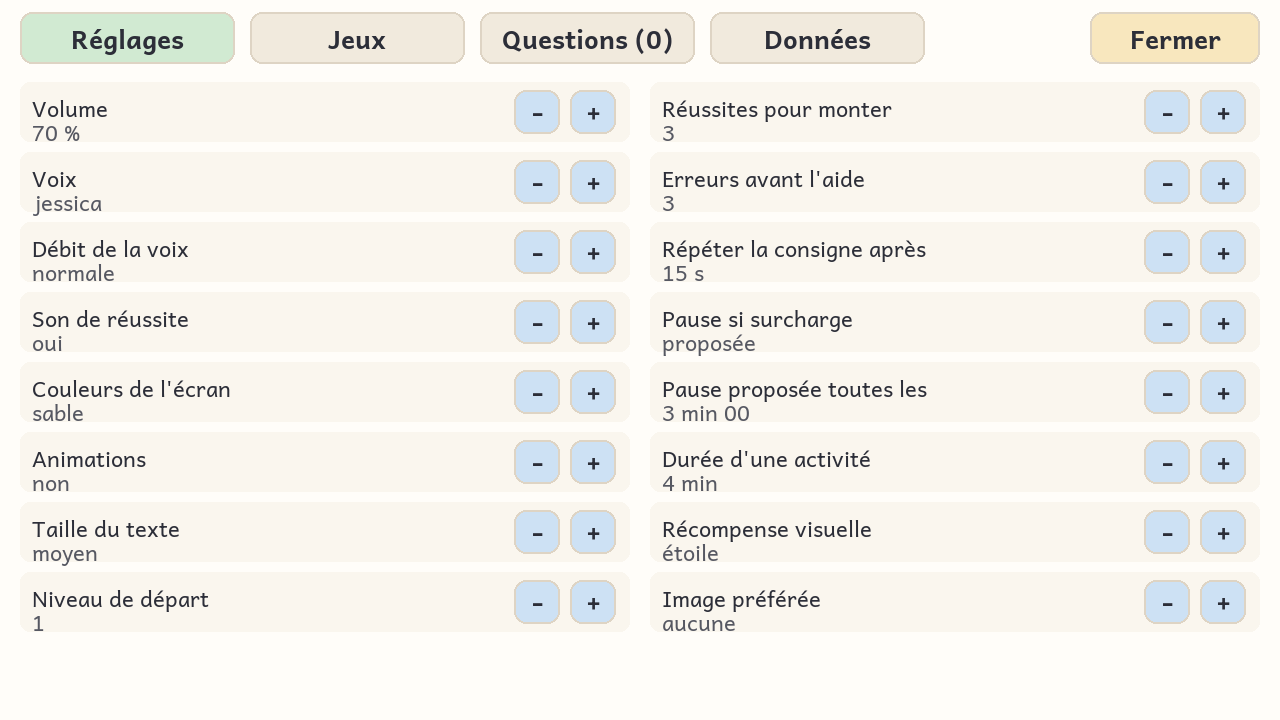 Réglages
Jeux
Questions (0)
Données
Fermer
Volume
70 %
- +
Voix
jessica
- +
Débit de la voix
normale
- +
Son de réussite
oui
- +
Couleurs de l'écran
sable
- +
Animations
non
- +
Taille du texte
moyen
- +
Niveau de départ
1
- +
Réussites pour monter
3
- +
Erreurs avant l'aide
3
- +
Répéter la consigne après
15 s
- +
Pause si surcharge
proposée
- +
Pause proposée toutes les
3 min 00
- +
Durée d'une activité
4 min
- +
Récompense visuelle
étoile
- +
Image préférée
aucune
- +